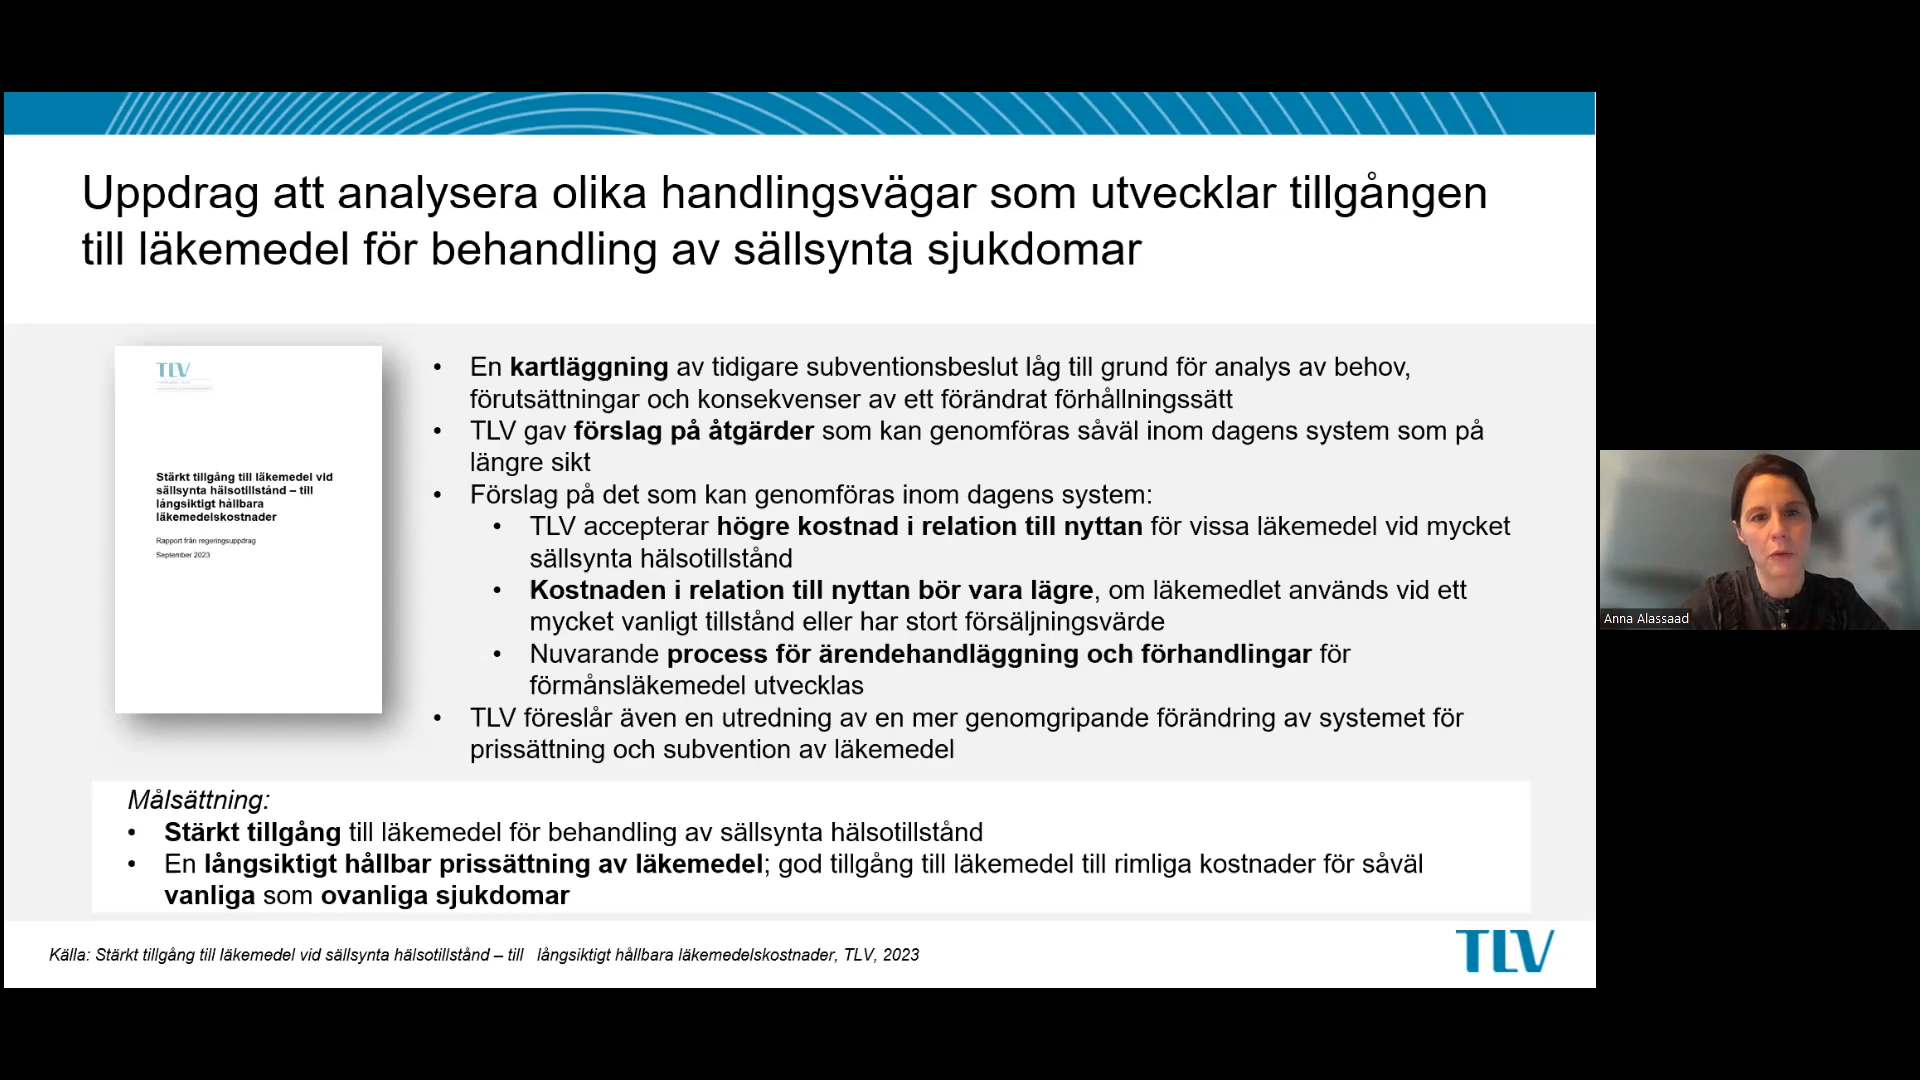 Uppdrag att analysera olika handlingsvägar som utvecklar tillgången
till läkemedel för behandling av sällsynta sjukdomar
TLV
Stärkt tillgång till läkemedel vid
sällsynta hälsotillstånd – till
långsiktigt hållbara
läkemedelskostnader
Rapport från regeringsuppdrag
September 2023
• En kartläggning av tidigare subventionsbeslut låg till grund för analys av behov,
förutsättningar och konsekvenser av ett förändrat förhållningssätt
• TLV gav förslag på åtgärder som kan genomföras såväl inom dagens system som på
längre sikt
• Förslag på det som kan genomföras inom dagens system:
• TLV accepterar högre kostnad i relation till nyttan för vissa läkemedel vid mycket
sällsynta hälsotillstånd
• Kostnaden i relation till nyttan bör vara lägre, om läkemedlet används vid ett
mycket vanligt tillstånd eller har stort försäljningsvärde
• Nuvarande process för ärendehandläggning och förhandlingar för
förmånsläkemedel utvecklas
• TLV föreslår även en utredning av en mer genomgripande förändring av systemet för
prissättning och subvention av läkemedel
Målsättning:
• Stärkt tillgång till läkemedel för behandling av sällsynta hälsotillstånd
• En långsiktigt hållbar prissättning av läkemedel; god tillgång till läkemedel till rimliga kostnader för såväl
vanliga som ovanliga sjukdomar
Källa: Stärkt tillgång till läkemedel vid sällsynta hälsotillstånd – till långsiktigt hållbara läkemedelskostnader, TLV, 2023
TLV
Anna Alassaad